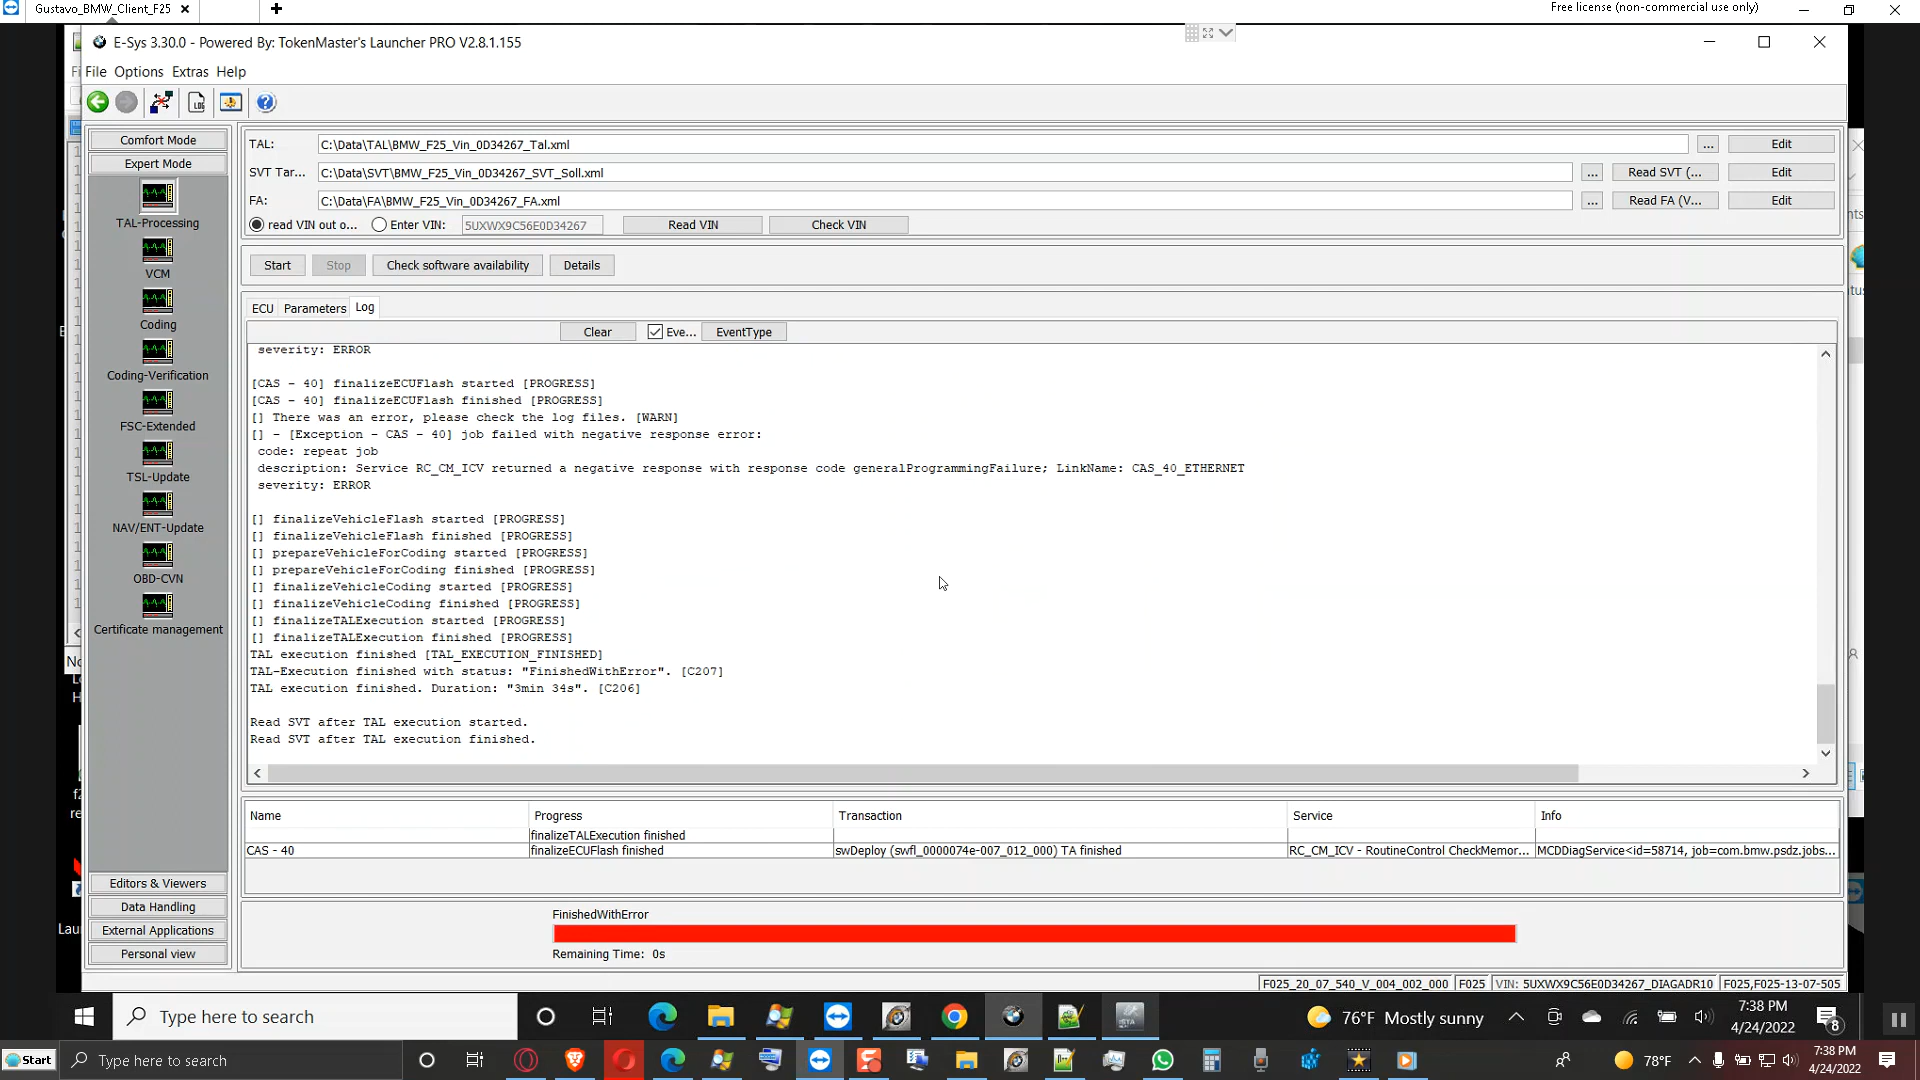 Gustavo_BMW_Client_F25
Free license (non-commercial use only)
E-Sys 3.30.0 - Powered By: TokenMaster's Launcher PRO V2.8.1.155
File Options Extras Help
LOG
Comfort Mode
Expert Mode
TAL-Processing
VCM
Coding
Coding-Verification
FSC-Extended
TSL-Update
NAV/ENT-Update
OBD-CVN
Certificate management
Editors & Viewers
Data Handling
External Applications
Personal view
TAL: C:\Data\TAL\BMW_F25_Vin_0D34267_Tal.xml ... Edit
SVT Tar... C:\Data\SVT\BMW_F25_Vin_0D34267_SVT_Soll.xml ... Read SVT (... Edit
FA: C:\Data\FA\BMW_F25_Vin_0D34267_FA.xml ... Read FA (V... Edit
read VIN out o... Enter VIN: 5UXWX9C56E0D34267 Read VIN Check VIN
Start Stop Check software availability Details
ECU Parameters Log
Clear Eve... EventType
severity: ERROR
[CAS - 40] finalizeECUFlash started [PROGRESS]
[CAS - 40] finalizeECUFlash finished [PROGRESS]
[] There was an error, please check the log files. [WARN]
[] - [Exception - CAS - 40] job failed with negative response error:
code: repeat job
description: Service RC_CM_ICV returned a negative response with response code generalProgrammingFailure; LinkName: CAS_40_ETHERNET
severity: ERROR
[] finalizeVehicleFlash started [PROGRESS]
[] finalizeVehicleFlash finished [PROGRESS]
[] prepareVehicleForCoding started [PROGRESS]
[] prepareVehicleForCoding finished [PROGRESS]
[] finalizeVehicleCoding started [PROGRESS]
[] finalizeVehicleCoding finished [PROGRESS]
[] finalizeTALExecution started [PROGRESS]
[] finalizeTALExecution finished [PROGRESS]
TAL execution finished [TAL_EXECUTION_FINISHED]
TAL-Execution finished with status: "FinishedWithError". [C207]
TAL execution finished. Duration: "3min 34s". [C206]
Read SVT after TAL execution started.
Read SVT after TAL execution finished.
Name Progress Transaction Service Info
finalizeTALExecution finished
CAS - 40 finalizeECUFlash finished swDeploy (swfl_0000074e-007_012_000) TA finished RC_CM_ICV - RoutineControl CheckMemor... MCDDiagService<id=58714, job=com.bmw.psdz.jobs...
FinishedWithError
Remaining Time: 0s
F025_20_07_540_V_004_002_000 F025 VIN: 5UXWX9C56E0D34267_DIAGADR10 F025,F025-13-07-505
Type here to search
76°F Mostly sunny
7:38 PM
4/24/2022
8
Start Type here to search
78°F
7:38 PM
4/24/2022